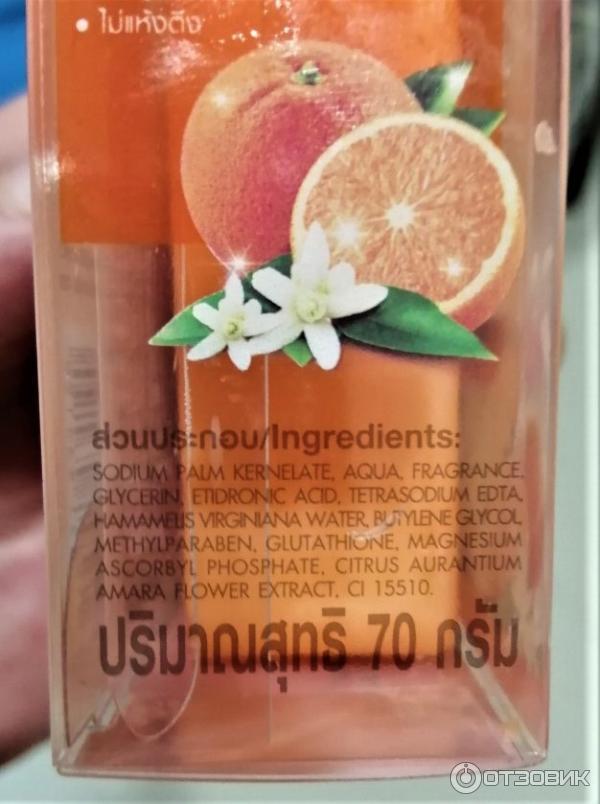 • ไม่แห้งตึง
ส่วนประกอบ/Ingredients:
SODIUM PALM KERNELATE, AQUA, FRAGRANCE,
GLYCERIN, ETIDRONIC ACID, TETRASODIUM EDTA,
HAMAMELIS VIRGINIANA WATER, BUTYLENE GLYCOL,
METHYLPARABEN, GLUTATHIONE, MAGNESIUM
ASCORBYL PHOSPHATE, CITRUS AURANTIUM
AMARA FLOWER EXTRACT, CI 15510.
ปริมาณสุทธิ 70 กรัม
ОТЗОВИК